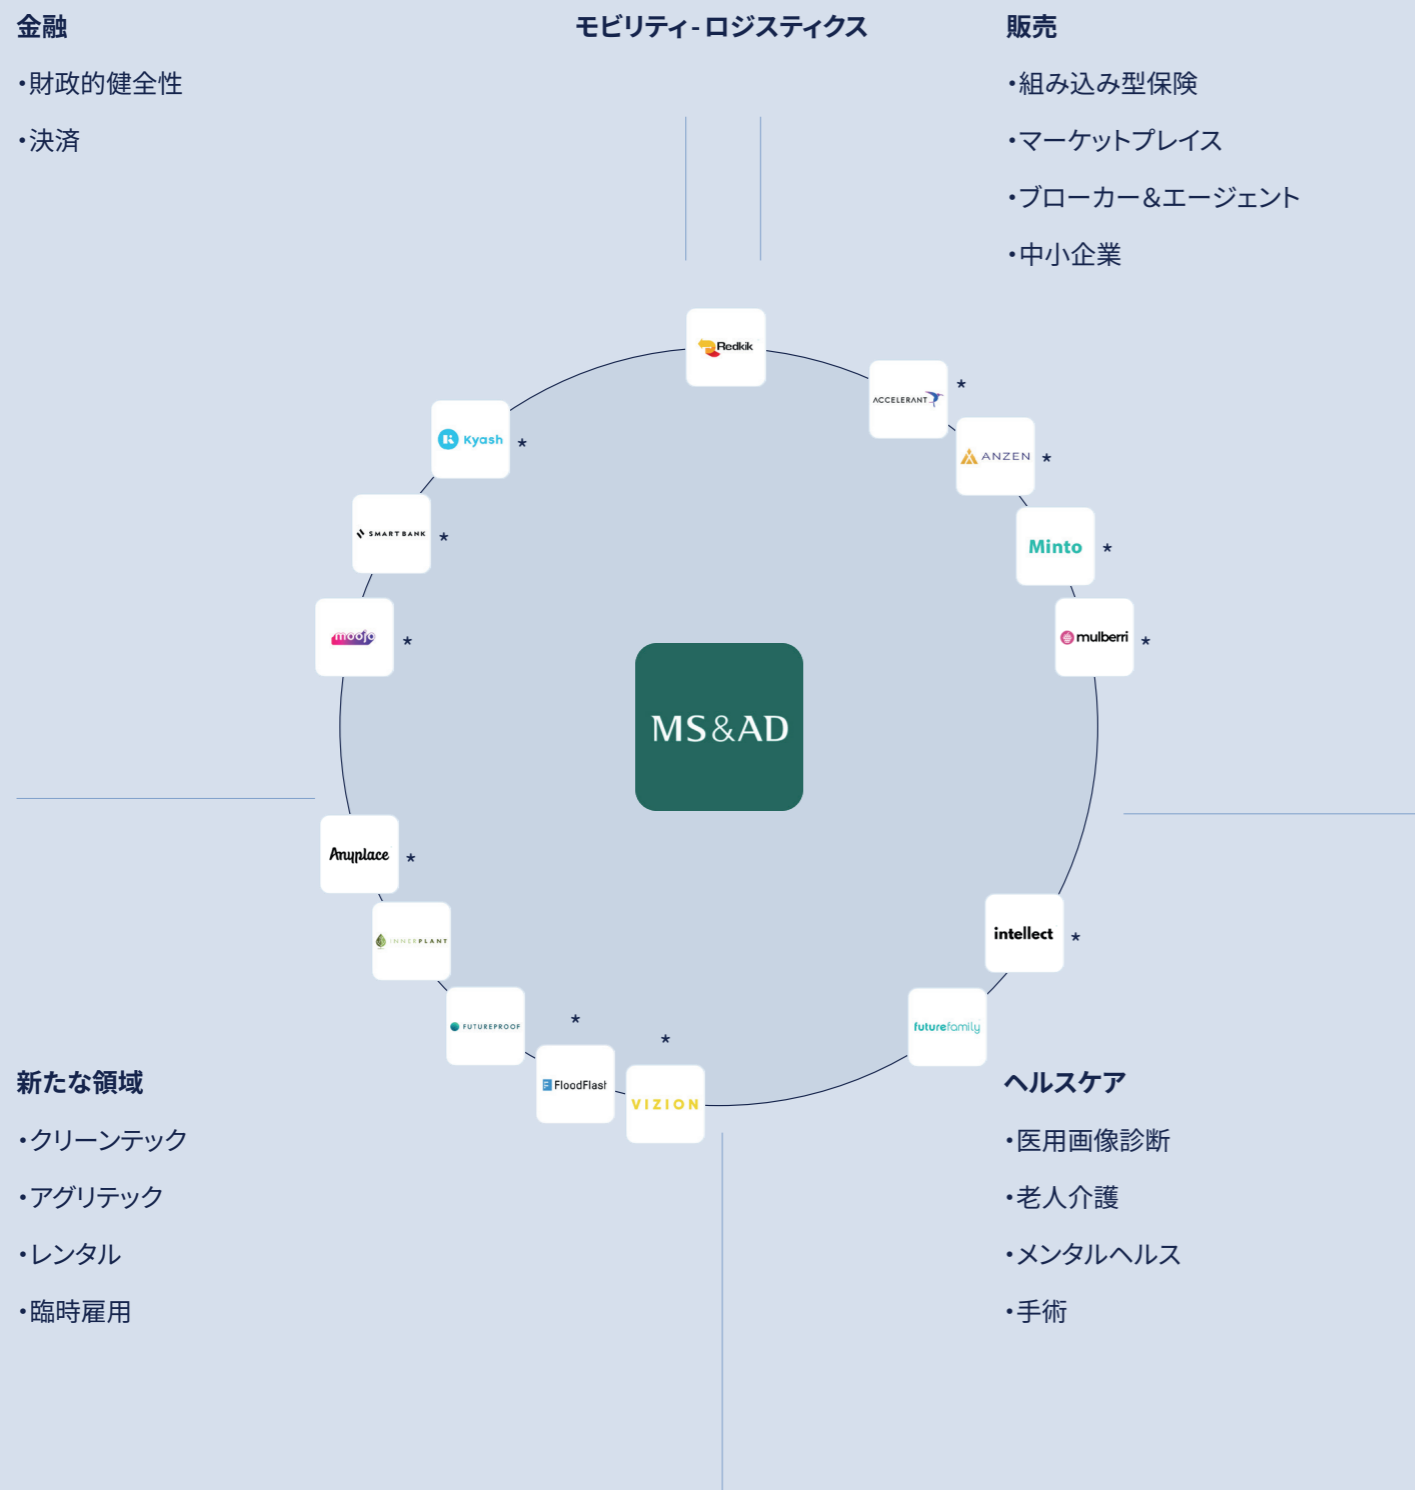 金融
・財政的健全性
・決済
モビリティ-ロジスティクス
販売
・組み込み型保険
・マーケットプレイス
・ブローカー&エージェント
・中小企業
Redkik
ACCELERANT
*
ANZEN
*
Minto
*
mulberri
*
Kyash
*
SMARTBANK
*
moojo
*
MS&AD
Anyplace
*
INNERPLANT
FUTUREPROOF
*
FloodFlash
*
VIZION
intellect
*
futurefamily
新たな領域
・クリーンテック
・アグリテック
・レンタル
・臨時雇用
ヘルスケア
・医用画像診断
・老人介護
・メンタルヘルス
・手術